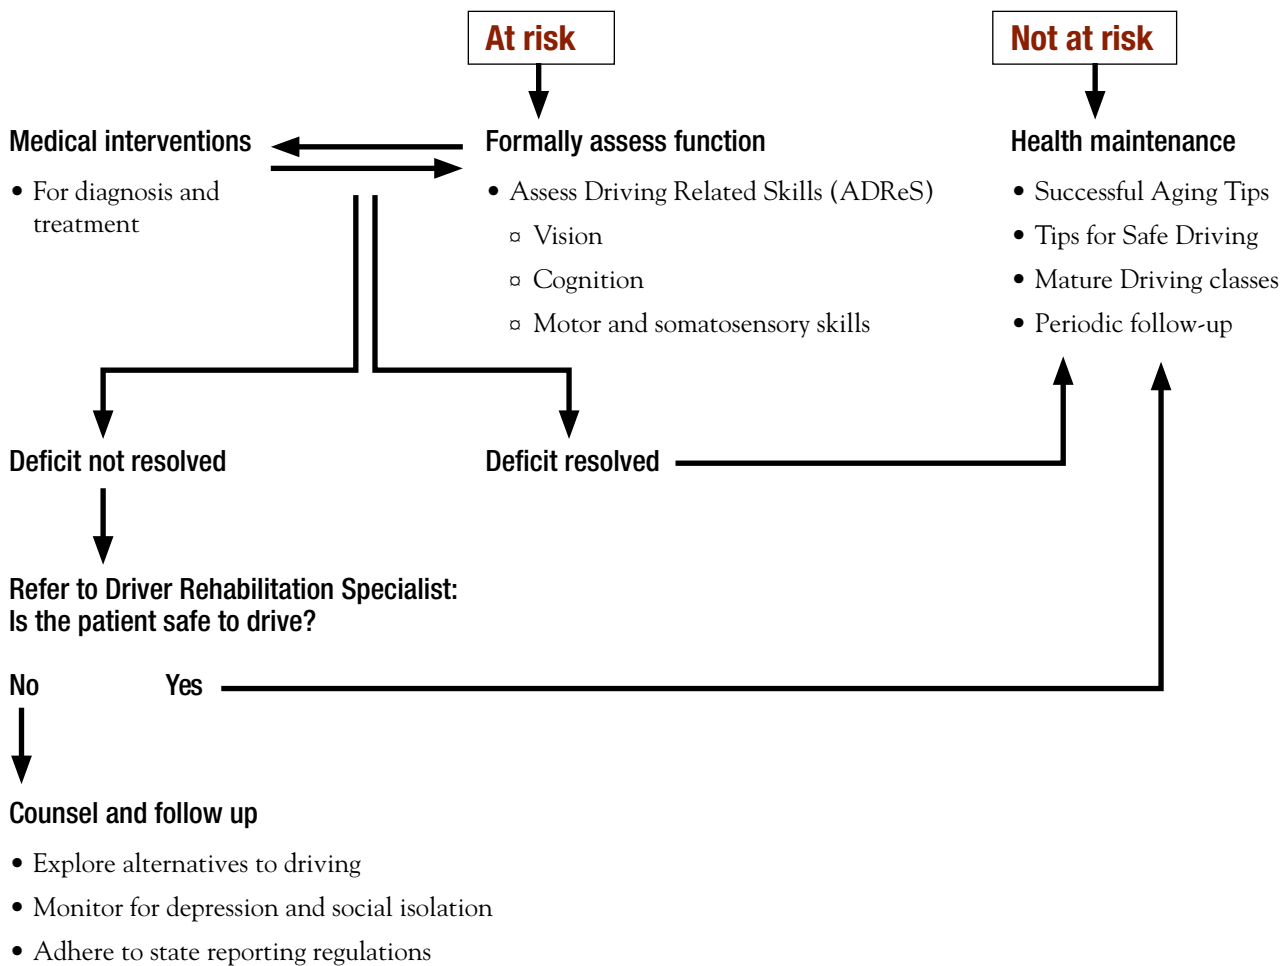 At risk
Not at risk
Medical interventions
• For diagnosis and
treatment
Formally assess function
• Assess Driving Related Skills (ADReS)
¤ Vision
¤ Cognition
¤ Motor and somatosensory skills
Health maintenance
• Successful Aging Tips
• Tips for Safe Driving
• Mature Driving classes
• Periodic follow-up
Deficit not resolved
Deficit resolved
Refer to Driver Rehabilitation Specialist:
Is the patient safe to drive?
No
Yes
Counsel and follow up
• Explore alternatives to driving
• Monitor for depression and social isolation
• Adhere to state reporting regulations